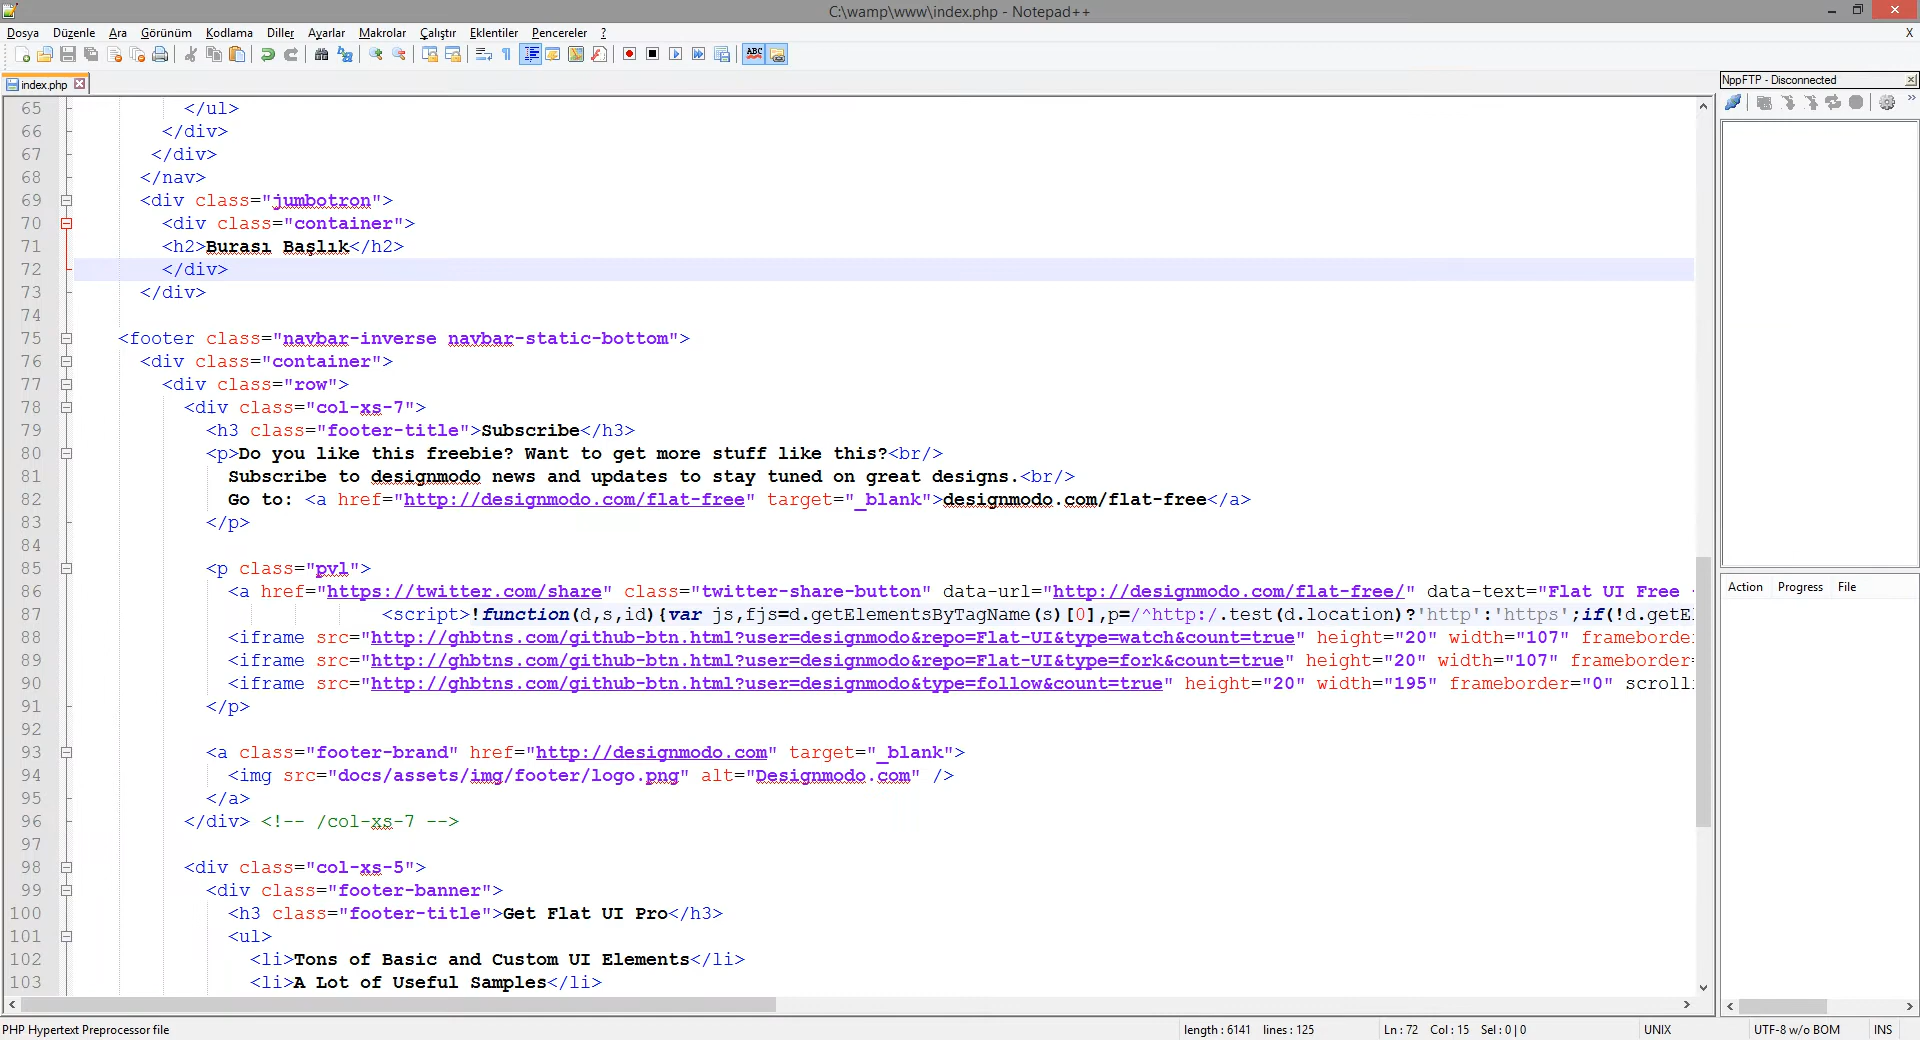 C:\wamp\www\index.php - Notepad++
Dosya Düzenle Ara Görünüm Kodlama Diller Ayarlar Makrolar Çalıştır Eklentiler Pencereler ? X
ABC
index.php
NppFTP - Disconnected
65 </ul>
66 </div>
67 </div>
68 </nav>
69 <div class="jumbotron">
70 <div class="container">
71 <h2>Burası Başlık</h2>
72 </div>
73 </div>
74
75 <footer class="navbar-inverse navbar-static-bottom">
76 <div class="container">
77 <div class="row">
78 <div class="col-xs-7">
79 <h3 class="footer-title">Subscribe</h3>
80 <p>Do you like this freebie? Want to get more stuff like this?<br/>
81 Subscribe to designmodo news and updates to stay tuned on great designs.<br/>
82 Go to: <a href="http://designmodo.com/flat-free" target="_blank">designmodo.com/flat-free</a>
83 </p>
84
85 <p class="pvl">
86 <a href="https://twitter.com/share" class="twitter-share-button" data-url="http://designmodo.com/flat-free/" data-text="Flat UI Free -
87 <script>!function(d,s,id){var js,fjs=d.getElementsByTagName(s)[0],p=/^http:/.test(d.location)?'http':'https';if(!d.getEl
88 <iframe src="http://ghbtns.com/github-btn.html?user=designmodo&repo=Flat-UI&type=watch&count=true" height="20" width="107" frameborder=
89 <iframe src="http://ghbtns.com/github-btn.html?user=designmodo&repo=Flat-UI&type=fork&count=true" height="20" width="107" frameborder=
90 <iframe src="http://ghbtns.com/github-btn.html?user=designmodo&type=follow&count=true" height="20" width="195" frameborder="0" scrolli
91 </p>
92
93 <a class="footer-brand" href="http://designmodo.com" target="_blank">
94 <img src="docs/assets/img/footer/logo.png" alt="Designmodo.com" />
95 </a>
96 </div> <!-- /col-xs-7 -->
97
98 <div class="col-xs-5">
99 <div class="footer-banner">
100 <h3 class="footer-title">Get Flat UI Pro</h3>
101 <ul>
102 <li>Tons of Basic and Custom UI Elements</li>
103 <li>A Lot of Useful Samples</li>
Action Progress File
PHP Hypertext Preprocessor file length : 6141 lines : 125 Ln : 72 Col : 15 Sel : 0 | 0 UNIX UTF-8 w/o BOM INS